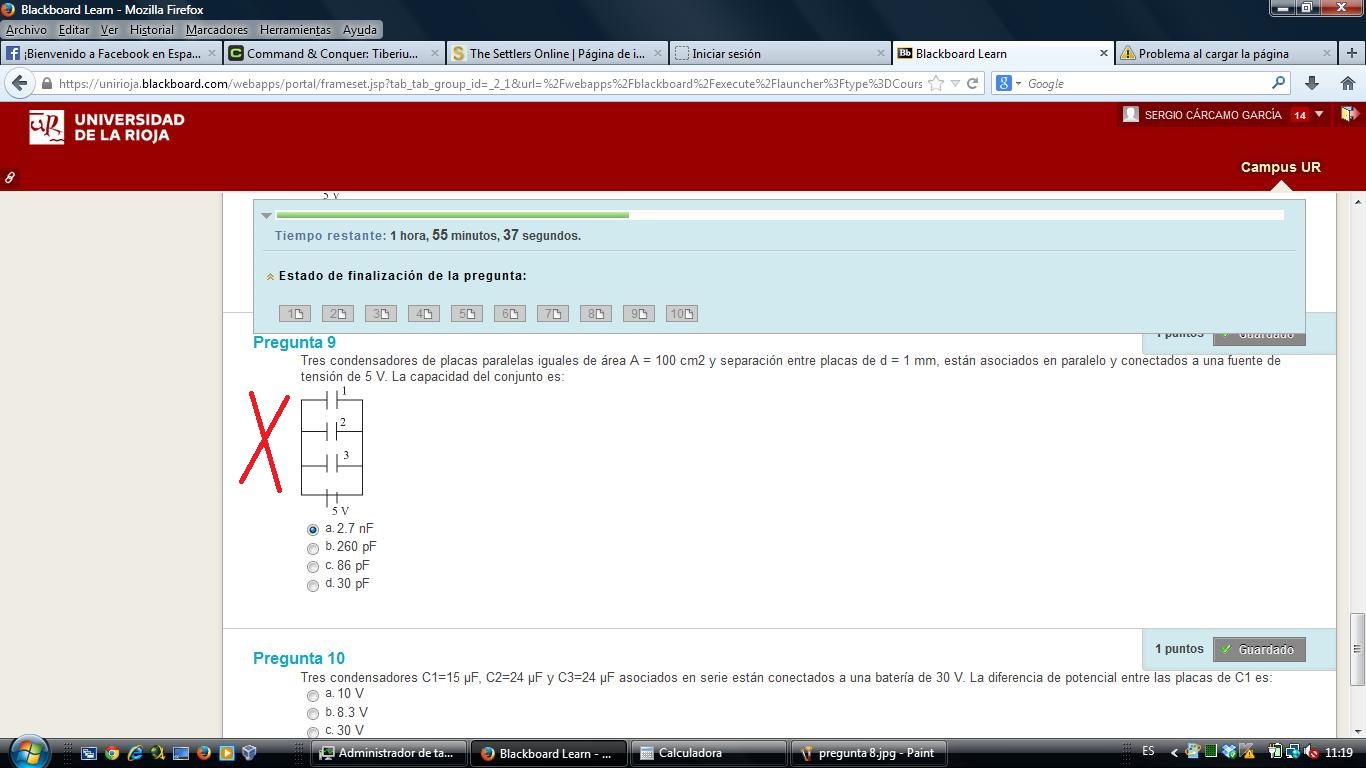 Blackboard Learn - Mozilla Firefox
Archivo Editar Ver Historial Marcadores Herramientas Ayuda
¡Bienvenido a Facebook en Espa...
Command & Conquer: Tiberiu...
The Settlers Online | Página de i...
Iniciar sesión
Blackboard Learn
Problema al cargar la página
https://unirioja.blackboard.com/webapps/portal/frameset.jsp?tab_tab_group_id=_2_1&url=%2Fwebapps%2Fblackboard%2Fexecute%2Flauncher%3Ftype%3DCours
Google
UNIVERSIDAD
DE LA RIOJA
SERGIO CÁRCAMO GARCÍA 14
Campus UR
5 V
Tiempo restante: 1 hora, 55 minutos, 37 segundos.
Estado de finalización de la pregunta:
1 2 3 4 5 6 7 8 9 10
Pregunta 9
1 puntos Guardado
Tres condensadores de placas paralelas iguales de área A = 100 cm2 y separación entre placas de d = 1 mm, están asociados en paralelo y conectados a una fuente de
tensión de 5 V. La capacidad del conjunto es:
1
2
3
5 V
a. 2.7 nF
b. 260 pF
c. 86 pF
d. 30 pF
1 puntos Guardado
Pregunta 10
Tres condensadores C1=15 µF, C2=24 µF y C3=24 µF asociados en serie están conectados a una batería de 30 V. La diferencia de potencial entre las placas de C1 es:
a. 10 V
b. 8.3 V
c. 30 V
Administrador de ta...
Blackboard Learn - ...
Calculadora
pregunta 8.jpg - Paint
ES
11:19